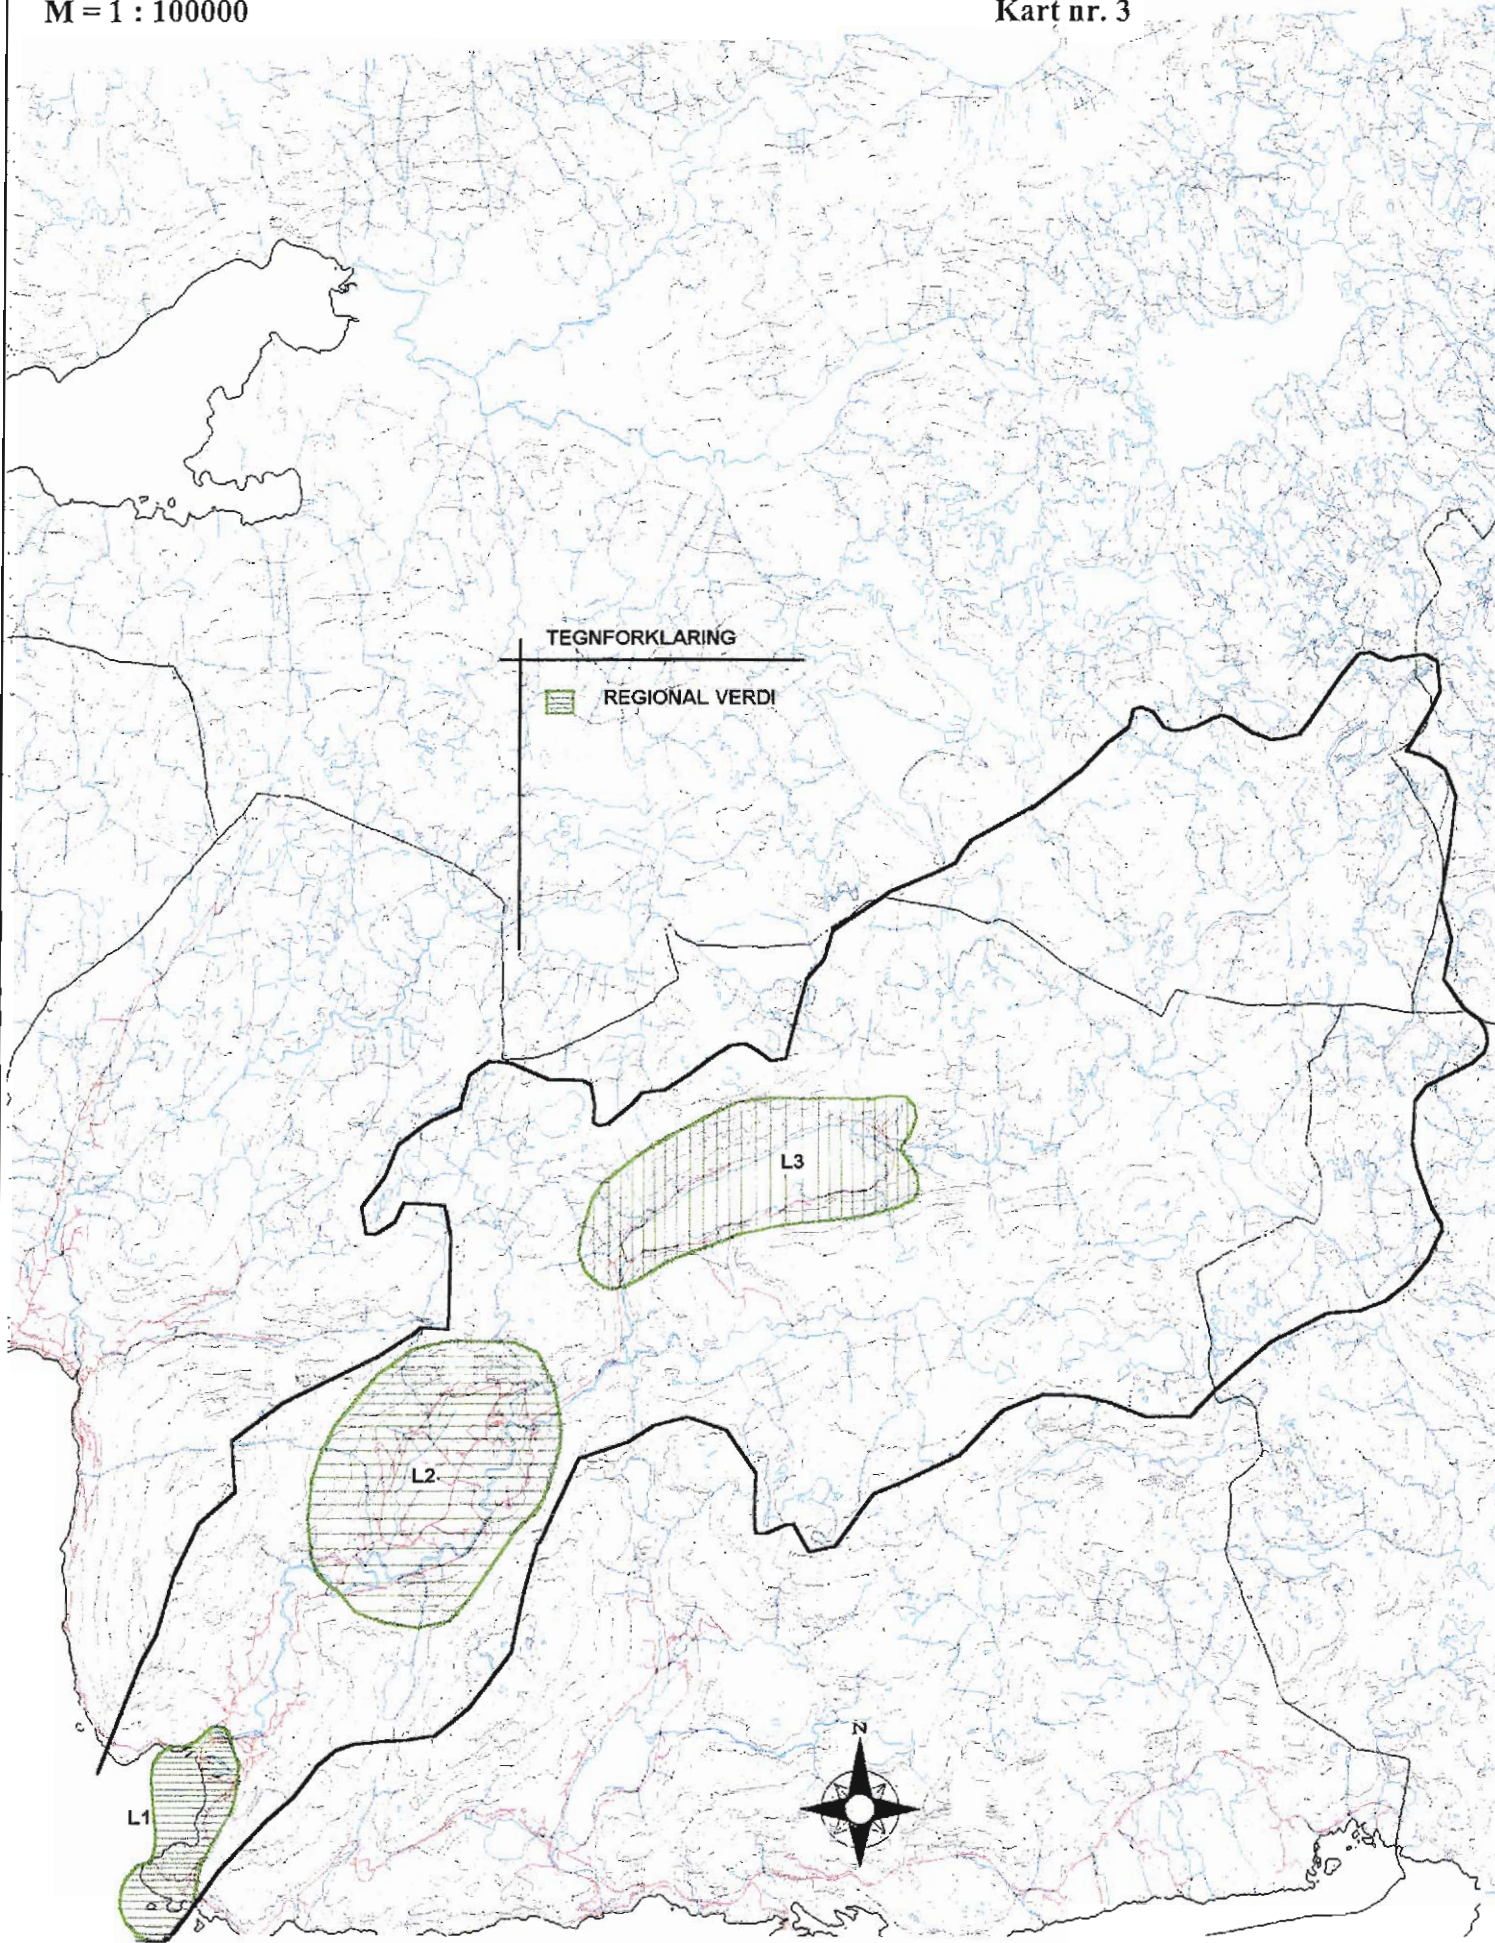 M = 1 : 100000
Kart nr. 3
TEGNFORKLARING
REGIONAL VERDI
L3
L2
N
L1